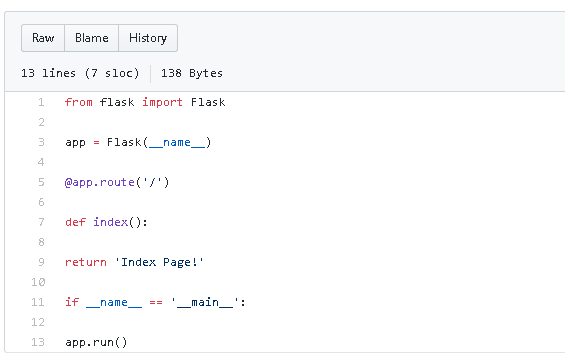 Raw Blame History
13 lines (7 sloc) 138 Bytes
1 from flask import Flask
2
3 app = Flask(__name__)
4
5 @app.route('/')
6
7 def index():
8
9 return 'Index Page!'
10
11 if __name__ == '__main__':
12
13 app.run()